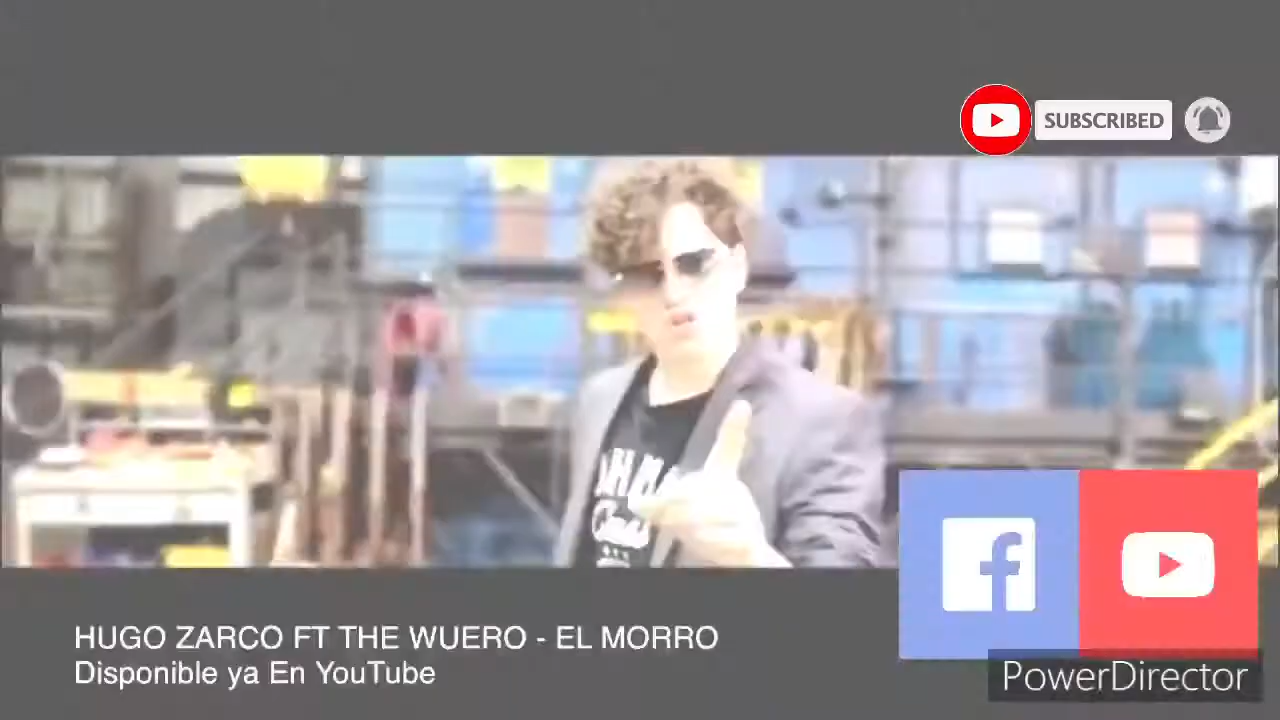 SUBSCRIBED
HUGO ZARCO FT THE WUERO - EL MORRO
Disponible ya En YouTube
PowerDirector